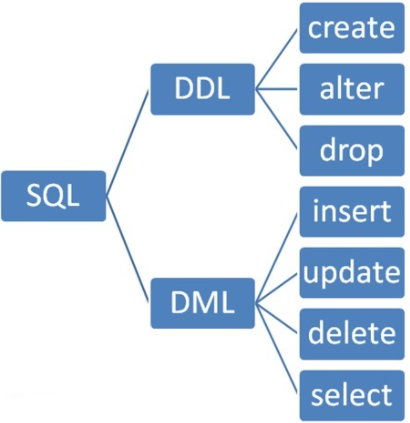 SQL
DDL
create
alter
drop
DML
insert
update
delete
select